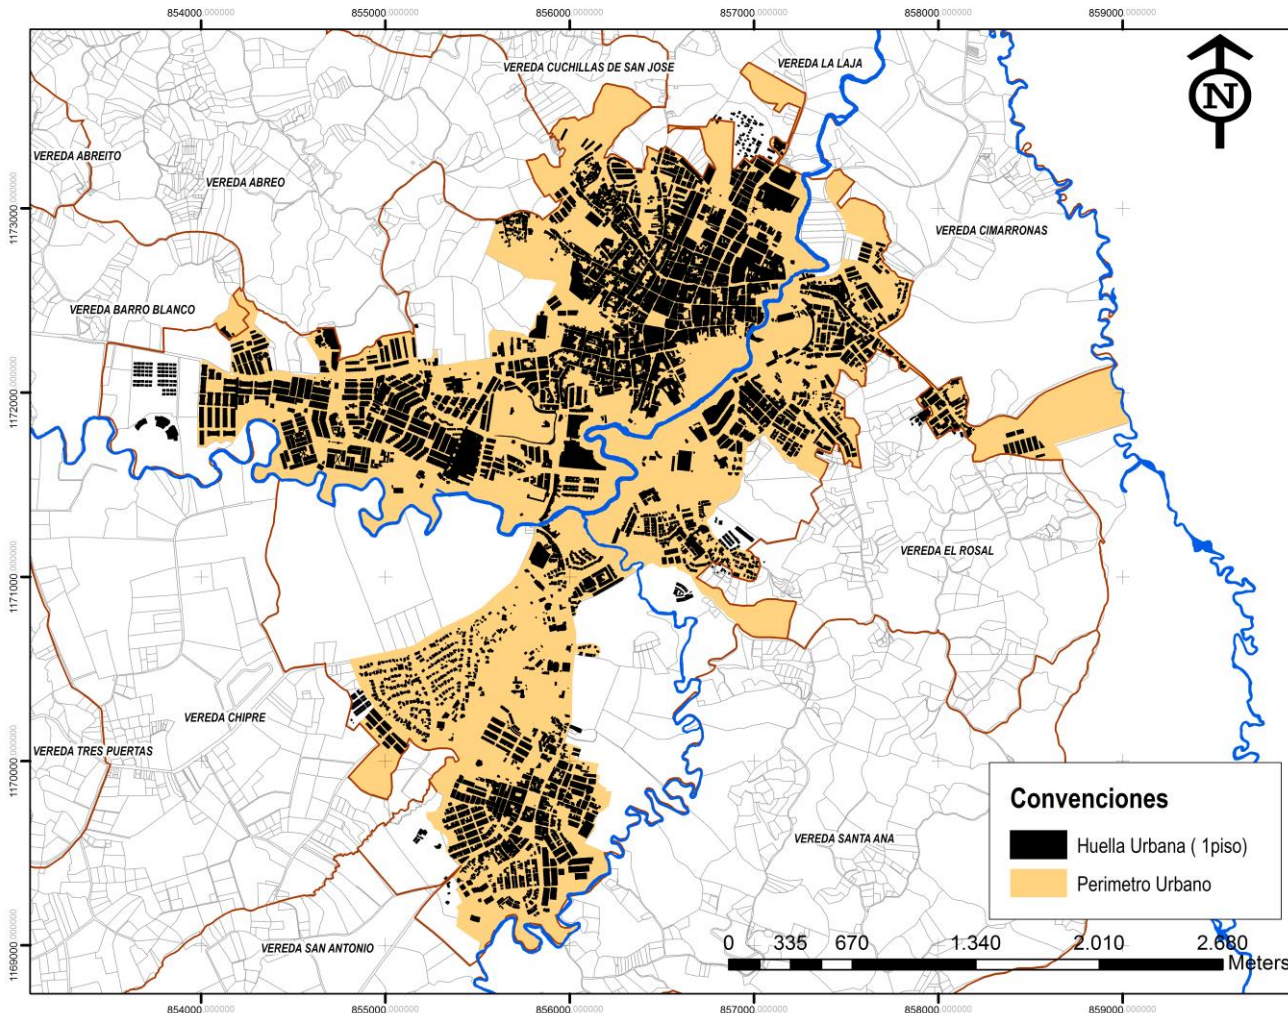 854000.000000 855000.000000 856000.000000 857000.000000 858000.000000 859000.000000
VEREDA CUCHILLAS DE SAN JOSE
VEREDA LA LAJA
N
VEREDA ABREITO
VEREDA ABREO
1173000.000000
VEREDA CIMARRONAS
VEREDA BARRO BLANCO
1172000.000000
VEREDA EL ROSAL
1171000.000000
VEREDA CHIPRE
VEREDA TRES PUERTAS
1170000.000000
Convenciones
Huella Urbana ( 1piso)
Perimetro Urbano
VEREDA SANTA ANA
VEREDA SAN ANTONIO
1169000.000000
0 335 670 1.340 2.010 2.680
Meters
854000.000000 855000.000000 856000.000000 857000.000000 858000.000000 859000.000000